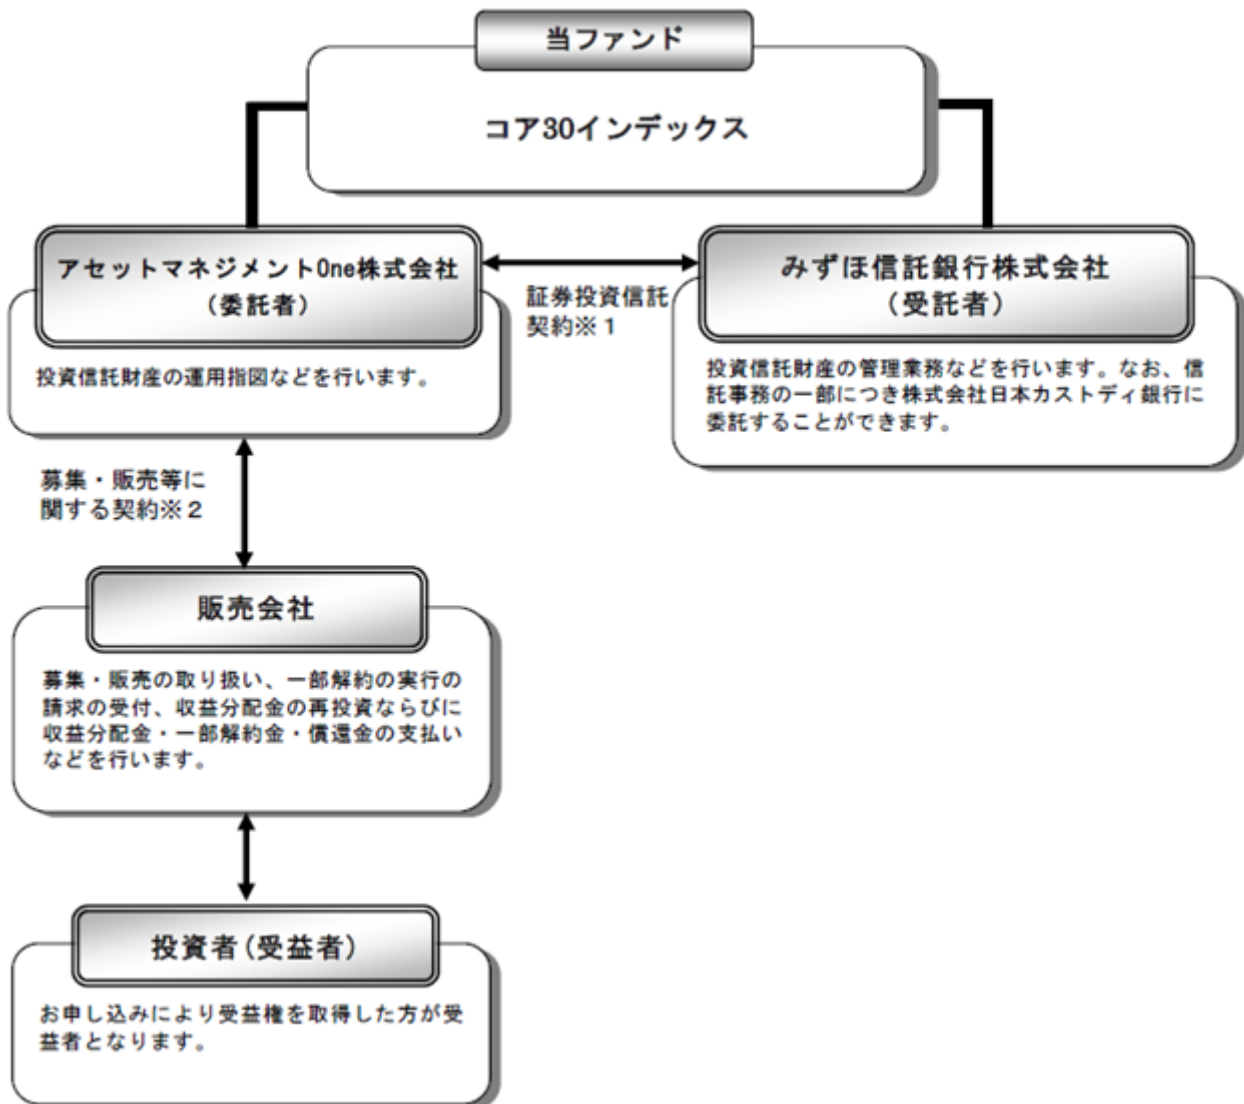 当ファンド
コア30インデックス
アセットマネジメントOne株式会社
（委託者）
投資信託財産の運用指図などを行います。
証券投資信託
契約※１
みずほ信託銀行株式会社
（受託者）
投資信託財産の管理業務などを行います。なお、信
託事務の一部につき株式会社日本カストディ銀行に
委託することができます。
募集・販売等に
関する契約※２
販売会社
募集・販売の取り扱い、一部解約の実行の
請求の受付、収益分配金の再投資ならびに
収益分配金・一部解約金・償還金の支払い
などを行います。
投資者(受益者)
お申し込みにより受益権を取得した方が受
益者となります。